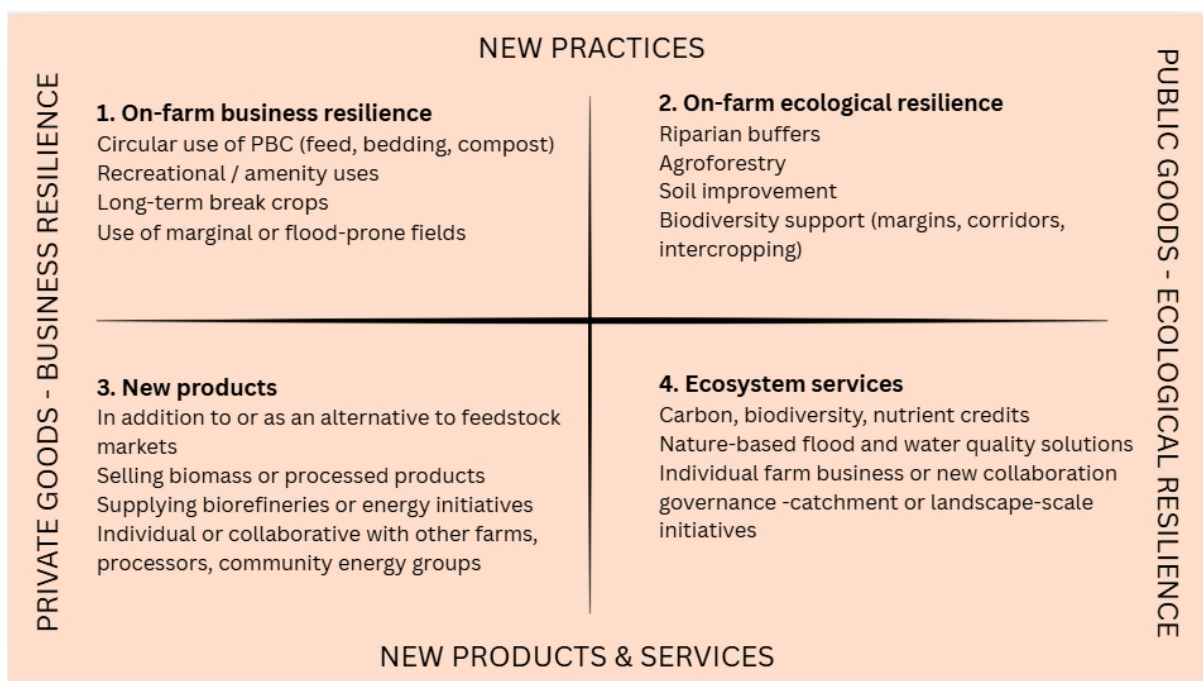 NEW PRACTICES
PRIVATE GOODS - BUSINESS RESILIENCE
1. On-farm business resilience
Circular use of PBC (feed, bedding, compost)
Recreational / amenity uses
Long-term break crops
Use of marginal or flood-prone fields
2. On-farm ecological resilience
Riparian buffers
Agroforestry
Soil improvement
Biodiversity support (margins, corridors,
intercropping)
PUBLIC GOODS - ECOLOGICAL RESILIENCE
3. New products
In addition to or as an alternative to feedstock
markets
Selling biomass or processed products
Supplying biorefineries or energy initiatives
Individual or collaborative with other farms,
processors, community energy groups
4. Ecosystem services
Carbon, biodiversity, nutrient credits
Nature-based flood and water quality solutions
Individual farm business or new collaboration
governance -catchment or landscape-scale
initiatives
NEW PRODUCTS & SERVICES